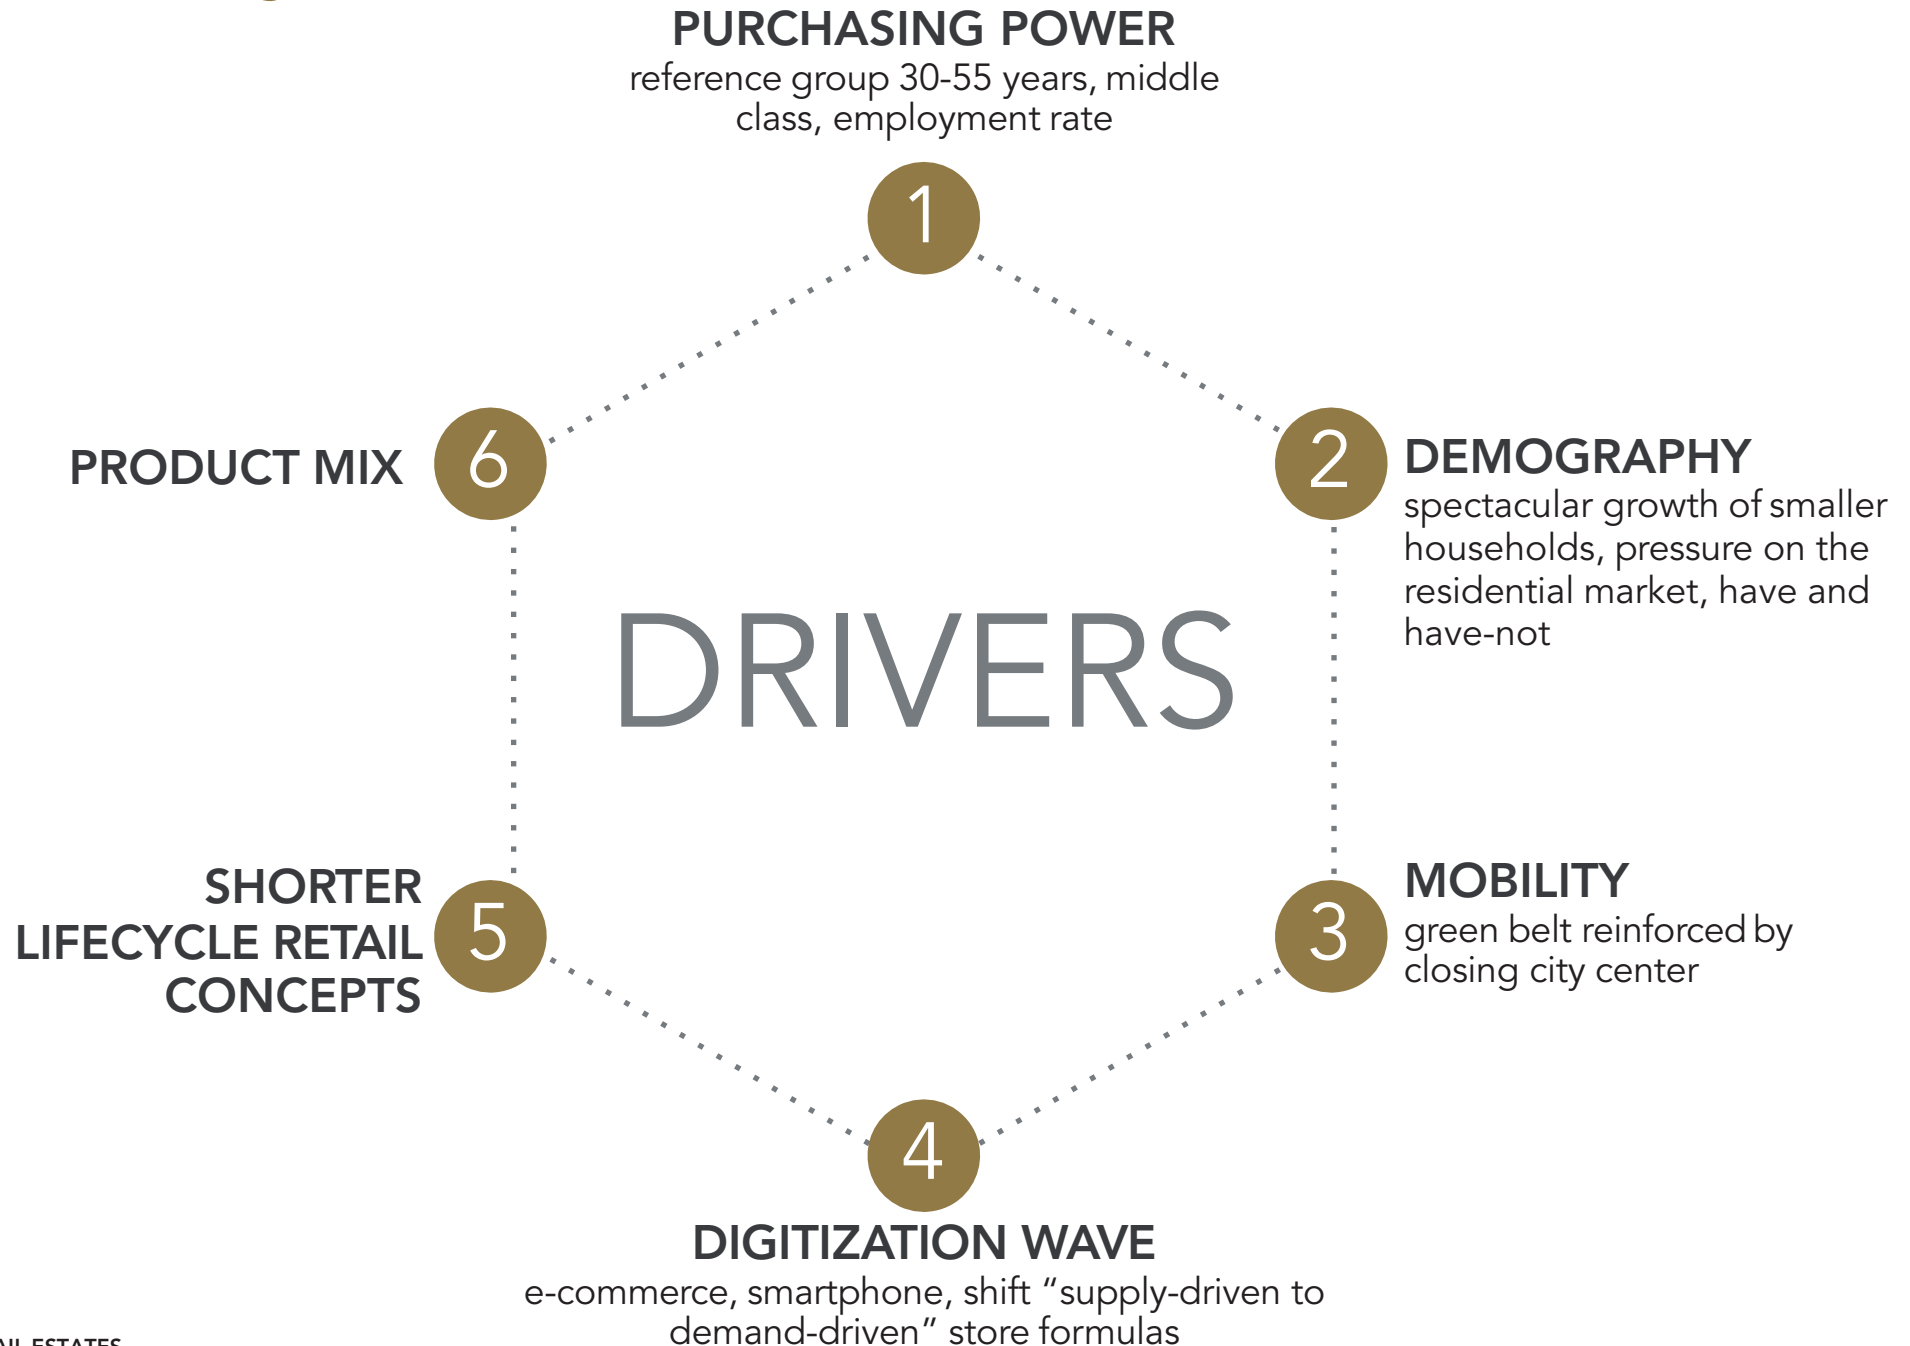 PURCHASING POWER
reference group 30-55 years, middle
class, employment rate
1
6
PRODUCT MIX
2
DEMOGRAPHY
spectacular growth of smaller
households, pressure on the
residential market, have and
have-not
DRIVERS
SHORTER
LIFECYCLE RETAIL
CONCEPTS
5
3
MOBILITY
green belt reinforced by
closing city center
4
DIGITIZATION WAVE
e-commerce, smartphone, shift “supply-driven to
demand-driven” store formulas
ESTATES